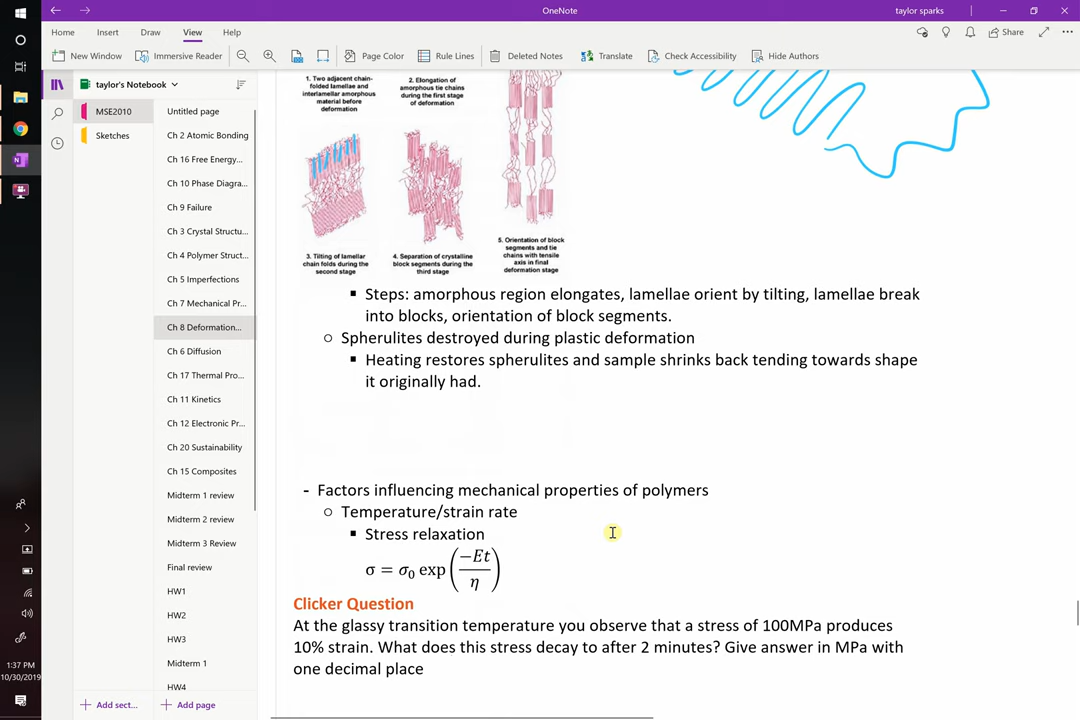 OneNote
taylor sparks
Home
Insert
Draw
View
Help
Share
New Window
Immersive Reader
Page Color
Rule Lines
Deleted Notes
Translate
Check Accessibility
Hide Authors
taylor's Notebook
MSE2010
Sketches
Untitled page
Ch 2 Atomic Bonding
Ch 16 Free Energy...
Ch 10 Phase Diagra...
Ch 9 Failure
Ch 3 Crystal Structu...
Ch 4 Polymer Struct...
Ch 5 Imperfections
Ch 7 Mechanical Pr...
Ch 8 Deformation...
Ch 6 Diffusion
Ch 17 Thermal Pro...
Ch 11 Kinetics
Ch 12 Electronic Pr...
Ch 20 Sustainability
Ch 15 Composites
Midterm 1 review
Midterm 2 review
Midterm 3 Review
Final review
HW1
HW2
HW3
Midterm 1
HW4
+ Add sect...
+ Add page
1. Two adjacent chain-
folded lamellae and
interlamellar amorphous
material before
deformation
2. Elongation of
amorphous tie chains
during the first stage
of deformation
3. Tilting of lamellar
chain folds during the
second stage
4. Separation of crystalline
block segments during the
third stage
5. Orientation of block
segments and tie
chains with tensile
axis in final
deformation stage
▪ Steps: amorphous region elongates, lamellae orient by tilting, lamellae break
into blocks, orientation of block segments.
○ Spherulites destroyed during plastic deformation
▪ Heating restores spherulites and sample shrinks back tending towards shape
it originally had.
- Factors influencing mechanical properties of polymers
○ Temperature/strain rate
▪ Stress relaxation
σ = σ₀ exp(−Et/η)
Clicker Question
At the glassy transition temperature you observe that a stress of 100MPa produces
10% strain. What does this stress decay to after 2 minutes? Give answer in MPa with
one decimal place
1:37 PM
10/30/2019